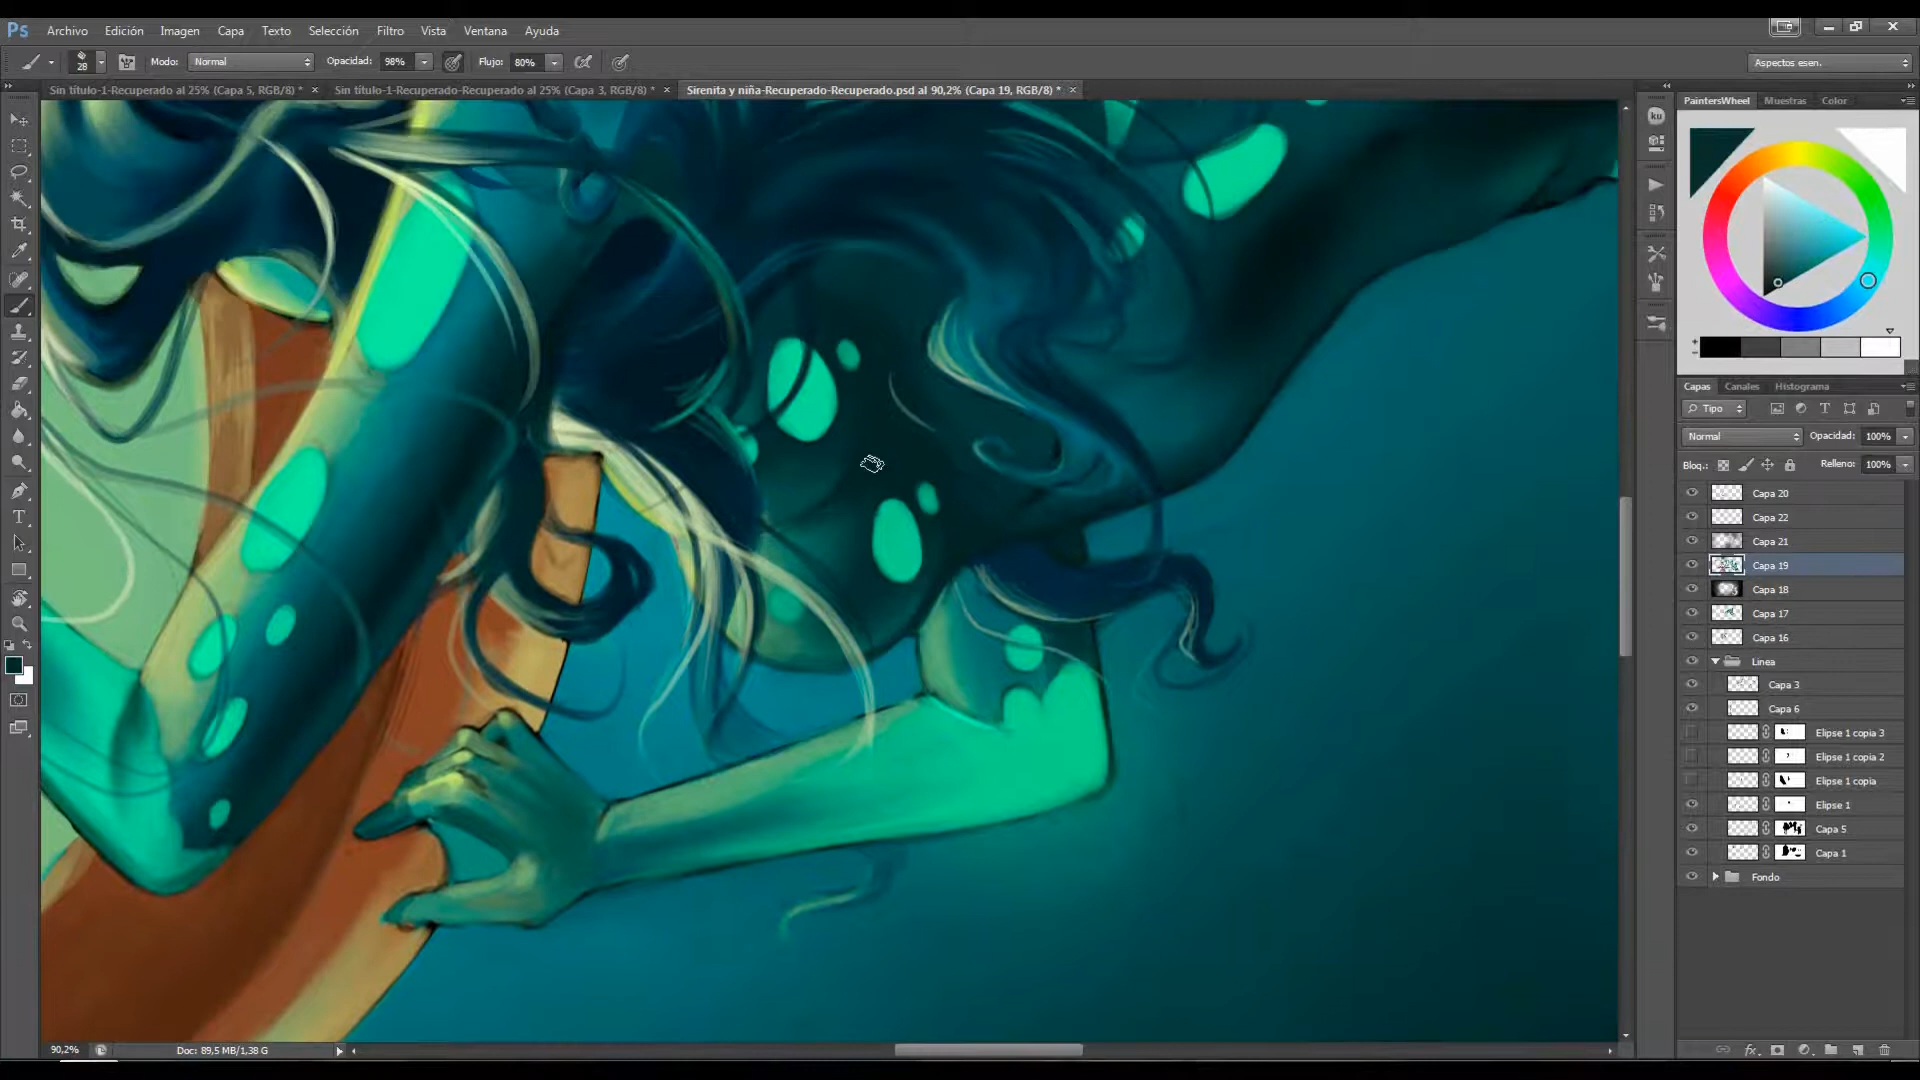 Ps Archivo Edición Imagen Capa Texto Selección Filtro Vista Ventana Ayuda
28 Modo: Normal Opacidad: 98% Flujo: 80% Aspectos esen.
Sin título-1-Recuperado al 25% (Capa 5, RGB/8) * × Sin título-1-Recuperado-Recuperado al 25% (Capa 3, RGB/8) * × Sirenita y niña-Recuperado-Recuperado.psd al 90,2% (Capa 19, RGB/8) * ×
PaintersWheel Muestras Color
ku
Capas Canales Histograma
Tipo
Normal Opacidad: 100%
Bloq.: Relleno: 100%
Capa 20
Capa 22
Capa 21
Capa 19
Capa 18
Capa 17
Capa 16
Linea
Capa 3
Capa 6
Elipse 1 copia 3
Elipse 1 copia 2
Elipse 1 copia
Elipse 1
Capa 5
Capa 1
Fondo
90,2% Doc: 89,5 MB/1,38 G
fx